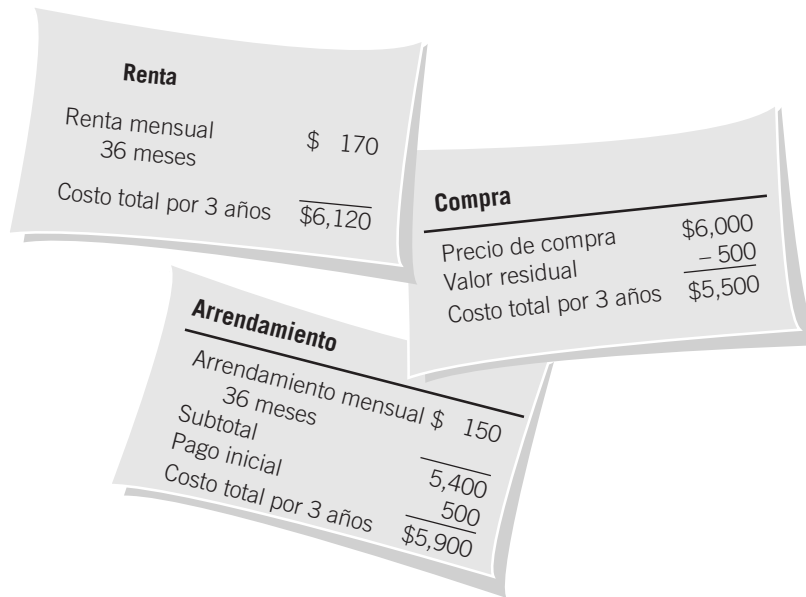 Renta
Renta mensual $ 170
36 meses
Costo total por 3 años $6,120
Compra
Precio de compra $6,000
Valor residual – 500
Costo total por 3 años $5,500
Arrendamiento
Arrendamiento mensual $ 150
36 meses
Subtotal 5,400
Pago inicial 500
Costo total por 3 años $5,900